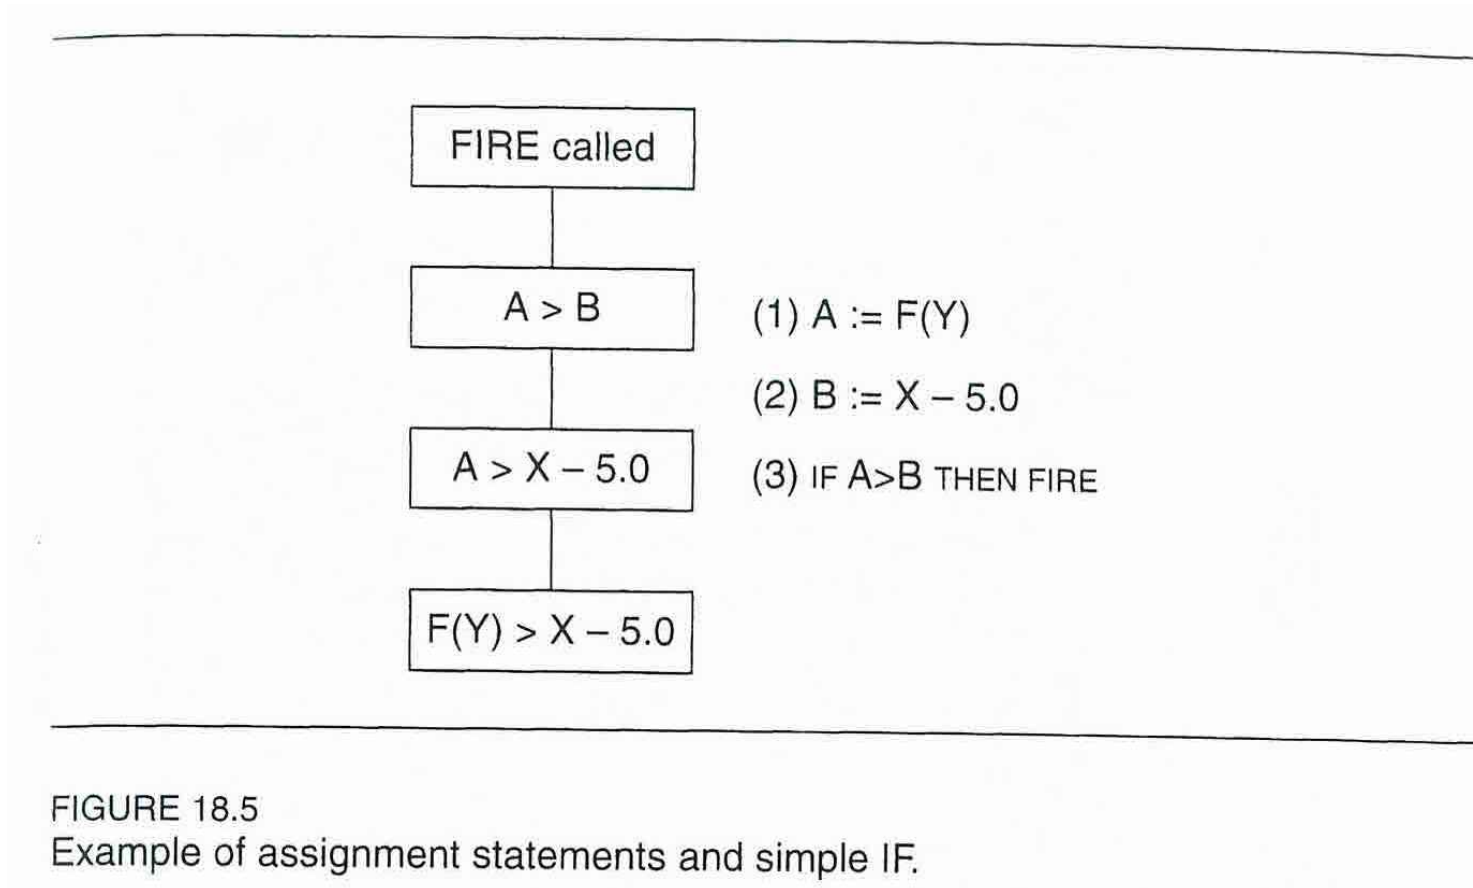 FIRE called
A > B
(1) A := F(Y)
(2) B := X – 5.0
A > X – 5.0
(3) IF A>B THEN FIRE
F(Y) > X – 5.0
FIGURE 18.5
Example of assignment statements and simple IF.